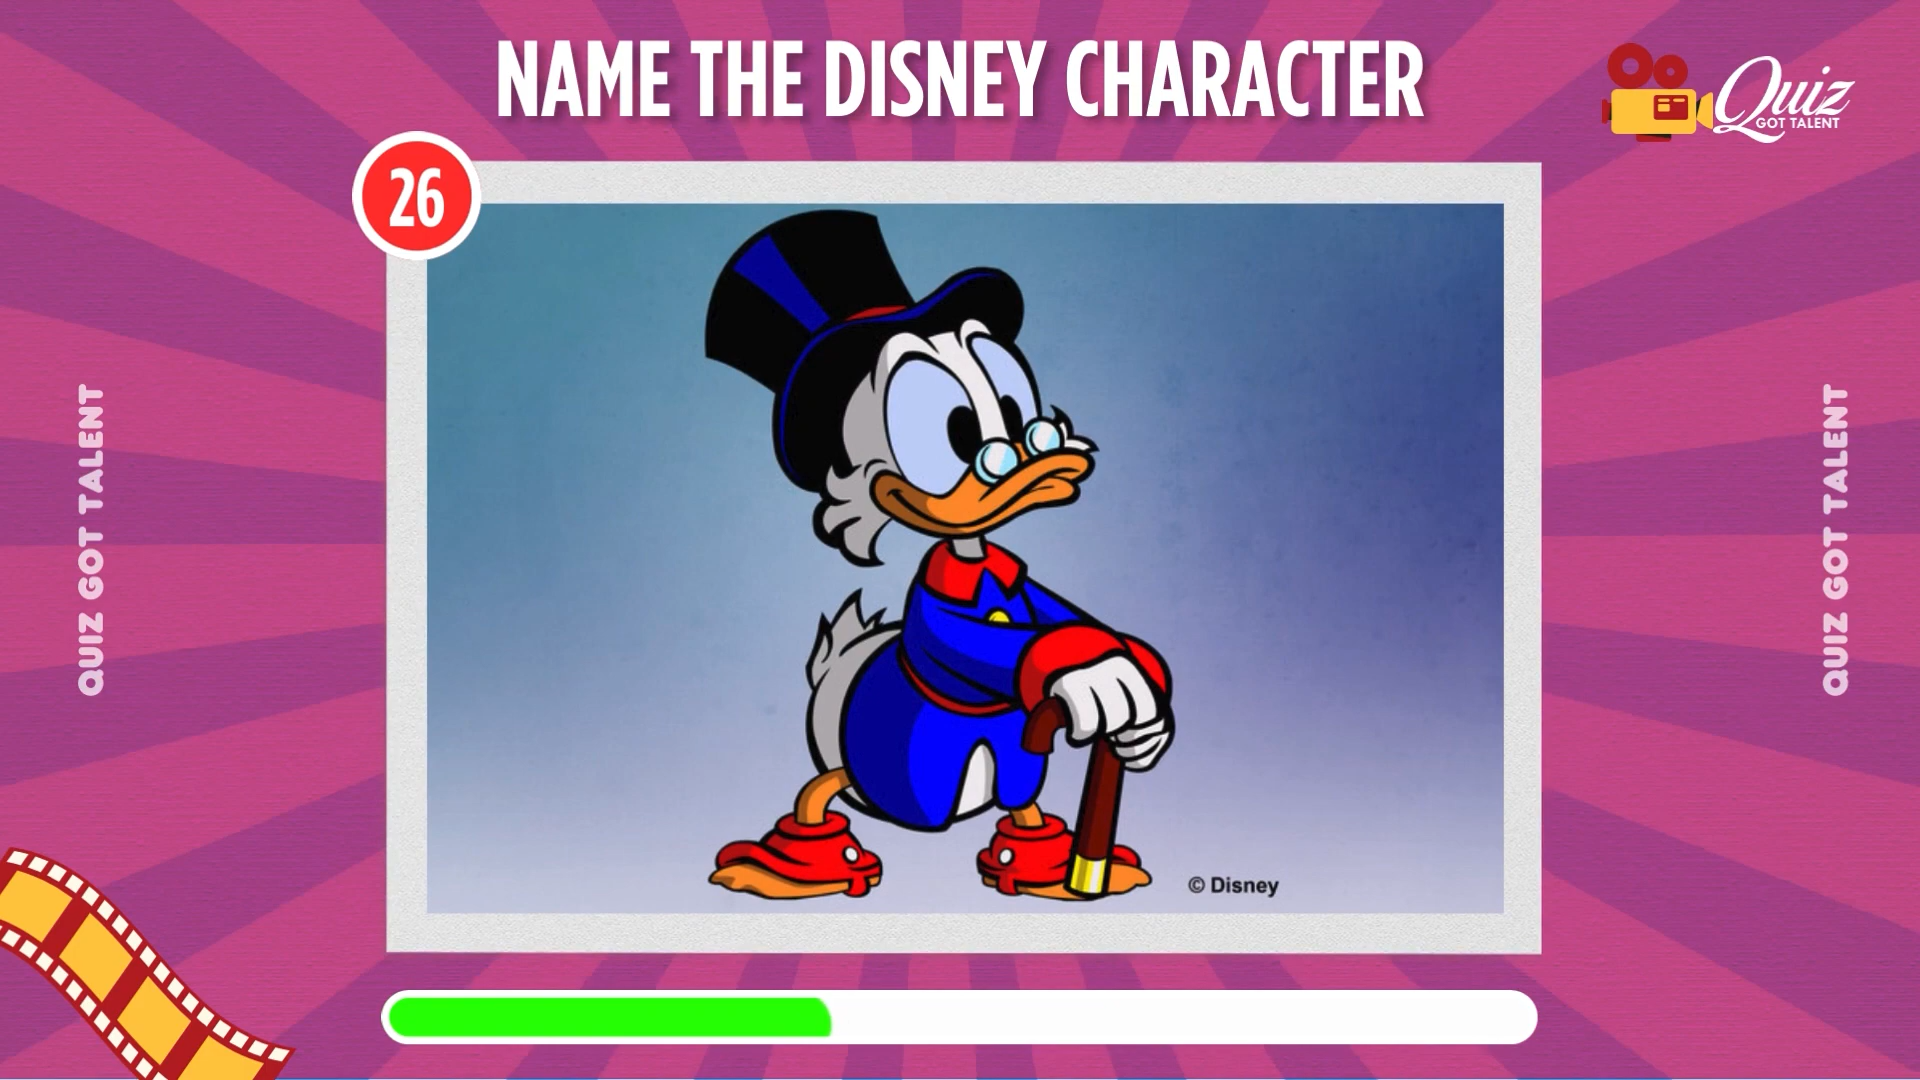 NAME THE DISNEY CHARACTER
Quiz
GOT TALENT
26
QUIZ GOT TALENT
QUIZ GOT TALENT
© Disney